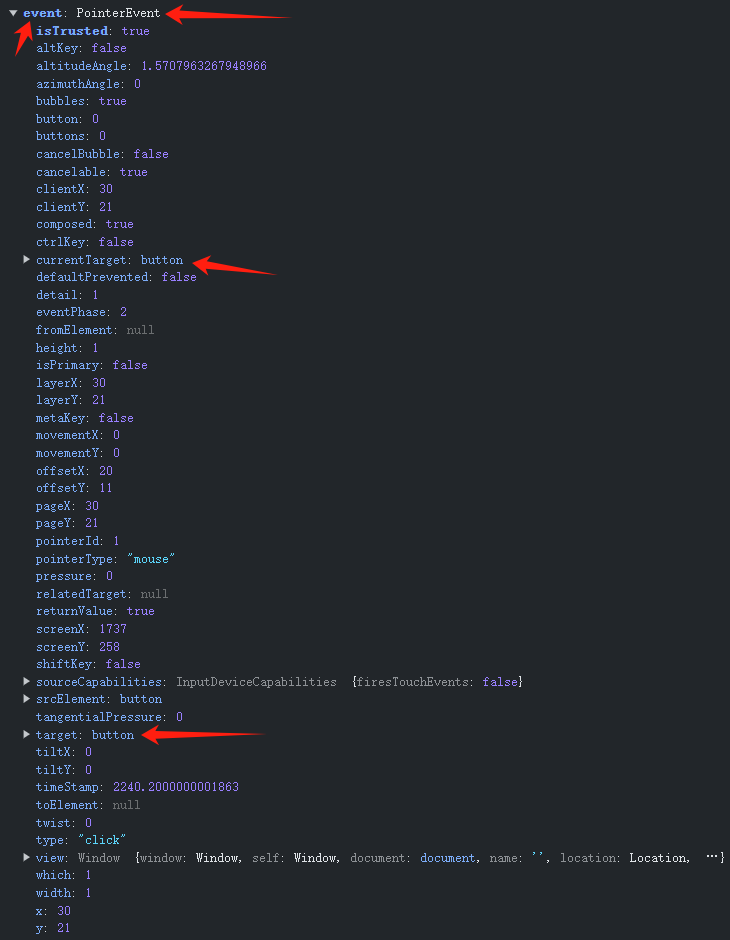 event: PointerEvent
isTrusted: true
altKey: false
altitudeAngle: 1.5707963267948966
azimuthAngle: 0
bubbles: true
button: 0
buttons: 0
cancelBubble: false
cancelable: true
clientX: 30
clientY: 21
composed: true
ctrlKey: false
currentTarget: button
defaultPrevented: false
detail: 1
eventPhase: 2
fromElement: null
height: 1
isPrimary: false
layerX: 30
layerY: 21
metaKey: false
movementX: 0
movementY: 0
offsetX: 20
offsetY: 11
pageX: 30
pageY: 21
pointerId: 1
pointerType: "mouse"
pressure: 0
relatedTarget: null
returnValue: true
screenX: 1737
screenY: 258
shiftKey: false
sourceCapabilities: InputDeviceCapabilities {firesTouchEvents: false}
srcElement: button
tangentialPressure: 0
target: button
tiltX: 0
tiltY: 0
timeStamp: 2240.2000000001863
toElement: null
twist: 0
type: "click"
view: Window {window: Window, self: Window, document: document, name: '', location: Location, …}
which: 1
width: 1
x: 30
y: 21